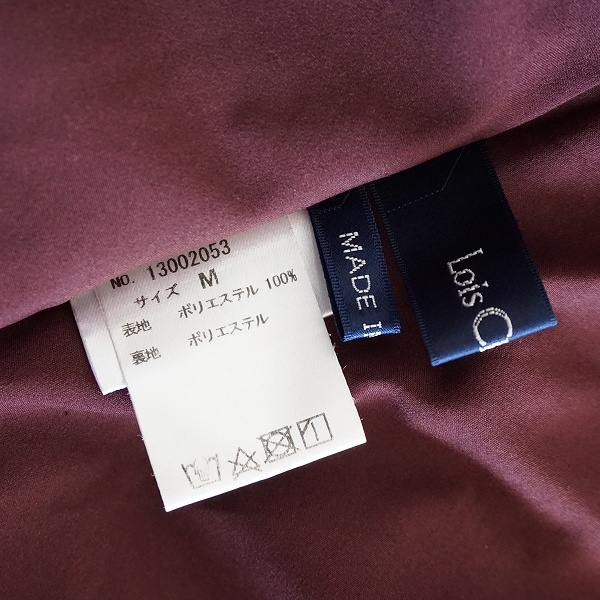 No. 13002053
サイズ M
表地 ポリエステル 100%
裏地 ポリエステル
MADE I
Lois C